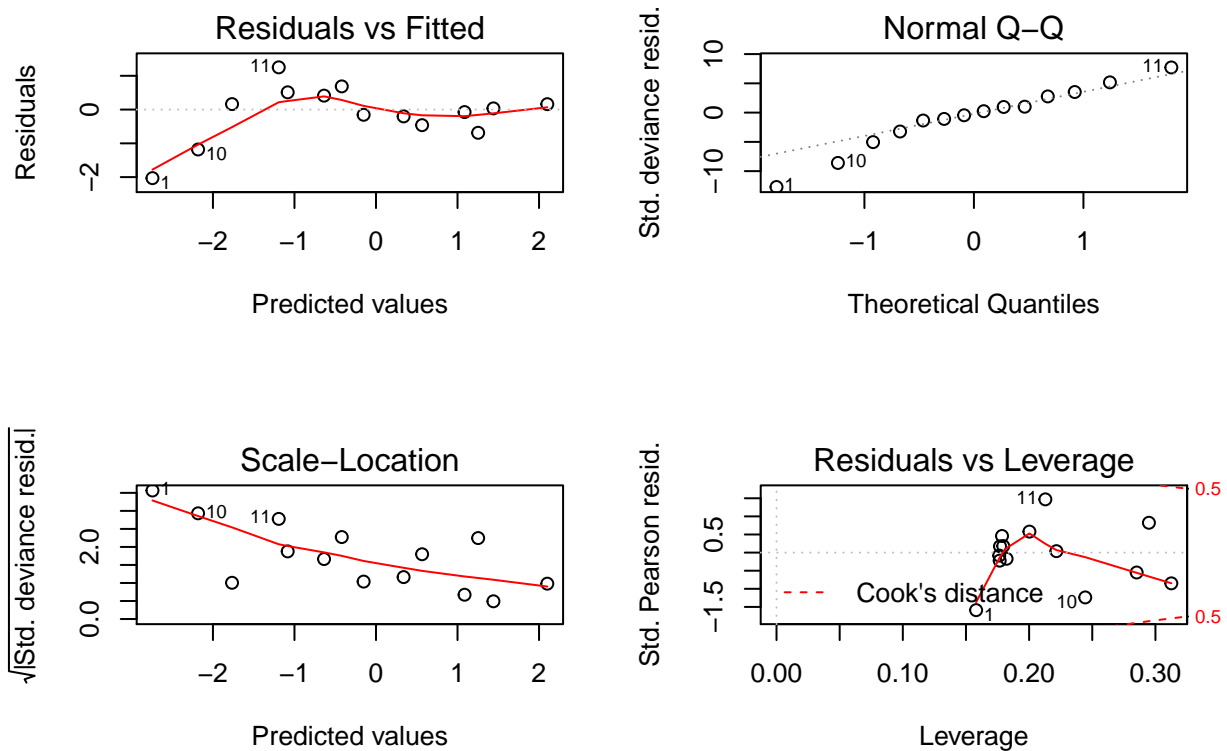 Residuals vs Fitted
Residuals
0
−2
11
10
1
−2 −1 0 1 2
Predicted values
Normal Q−Q
Std. deviance resid.
10
0
−10
11
10
1
−1 0 1
Theoretical Quantiles
Scale−Location
√|Std. deviance resid.|
2.0
0.0
1
10
11
−2 −1 0 1 2
Predicted values
Residuals vs Leverage
Std. Pearson resid.
0.5
−1.5
11
10
1
0.5
0.5
Cook's distance
0.00 0.10 0.20 0.30
Leverage